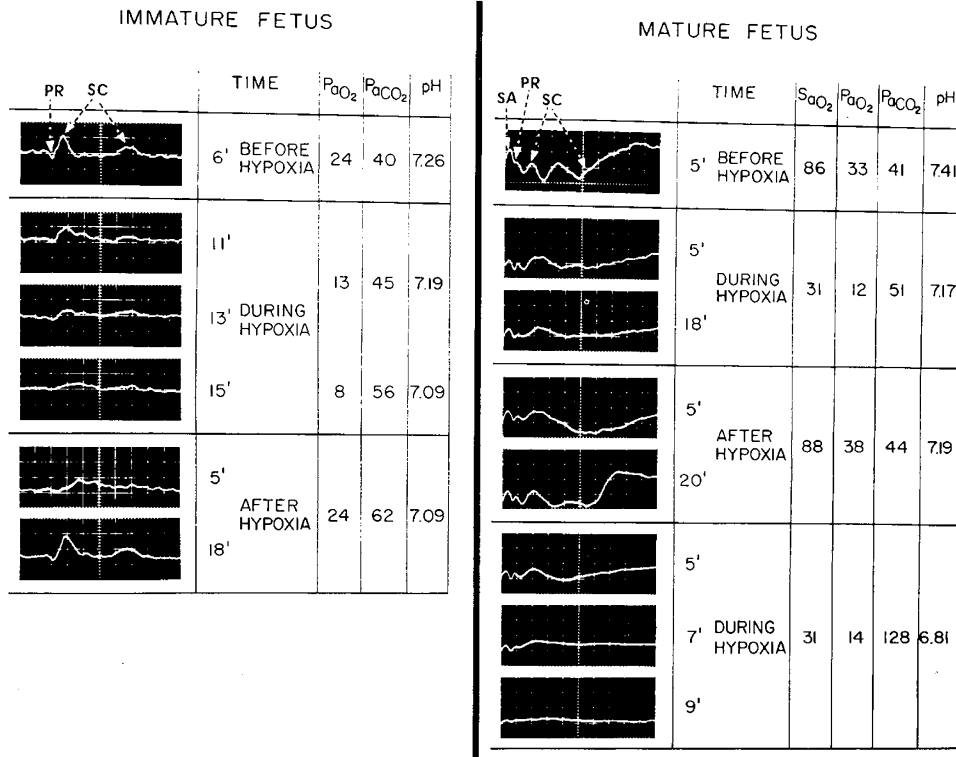 IMMATURE FETUS
PR SC TIME PaO2 PaCO2 pH
6' BEFORE HYPOXIA 24 40 7.26
11'
13' DURING HYPOXIA 13 45 7.19
15' 8 56 7.09
5'
AFTER HYPOXIA 24 62 7.09
18'
MATURE FETUS
SA PR SC TIME SaO2 PaO2 PaCO2 pH
5' BEFORE HYPOXIA 86 33 41 7.41
5'
DURING HYPOXIA 31 12 51 7.17
18'
5'
AFTER HYPOXIA 88 38 44 7.19
20'
5'
7' DURING HYPOXIA 31 14 128 6.81
9'